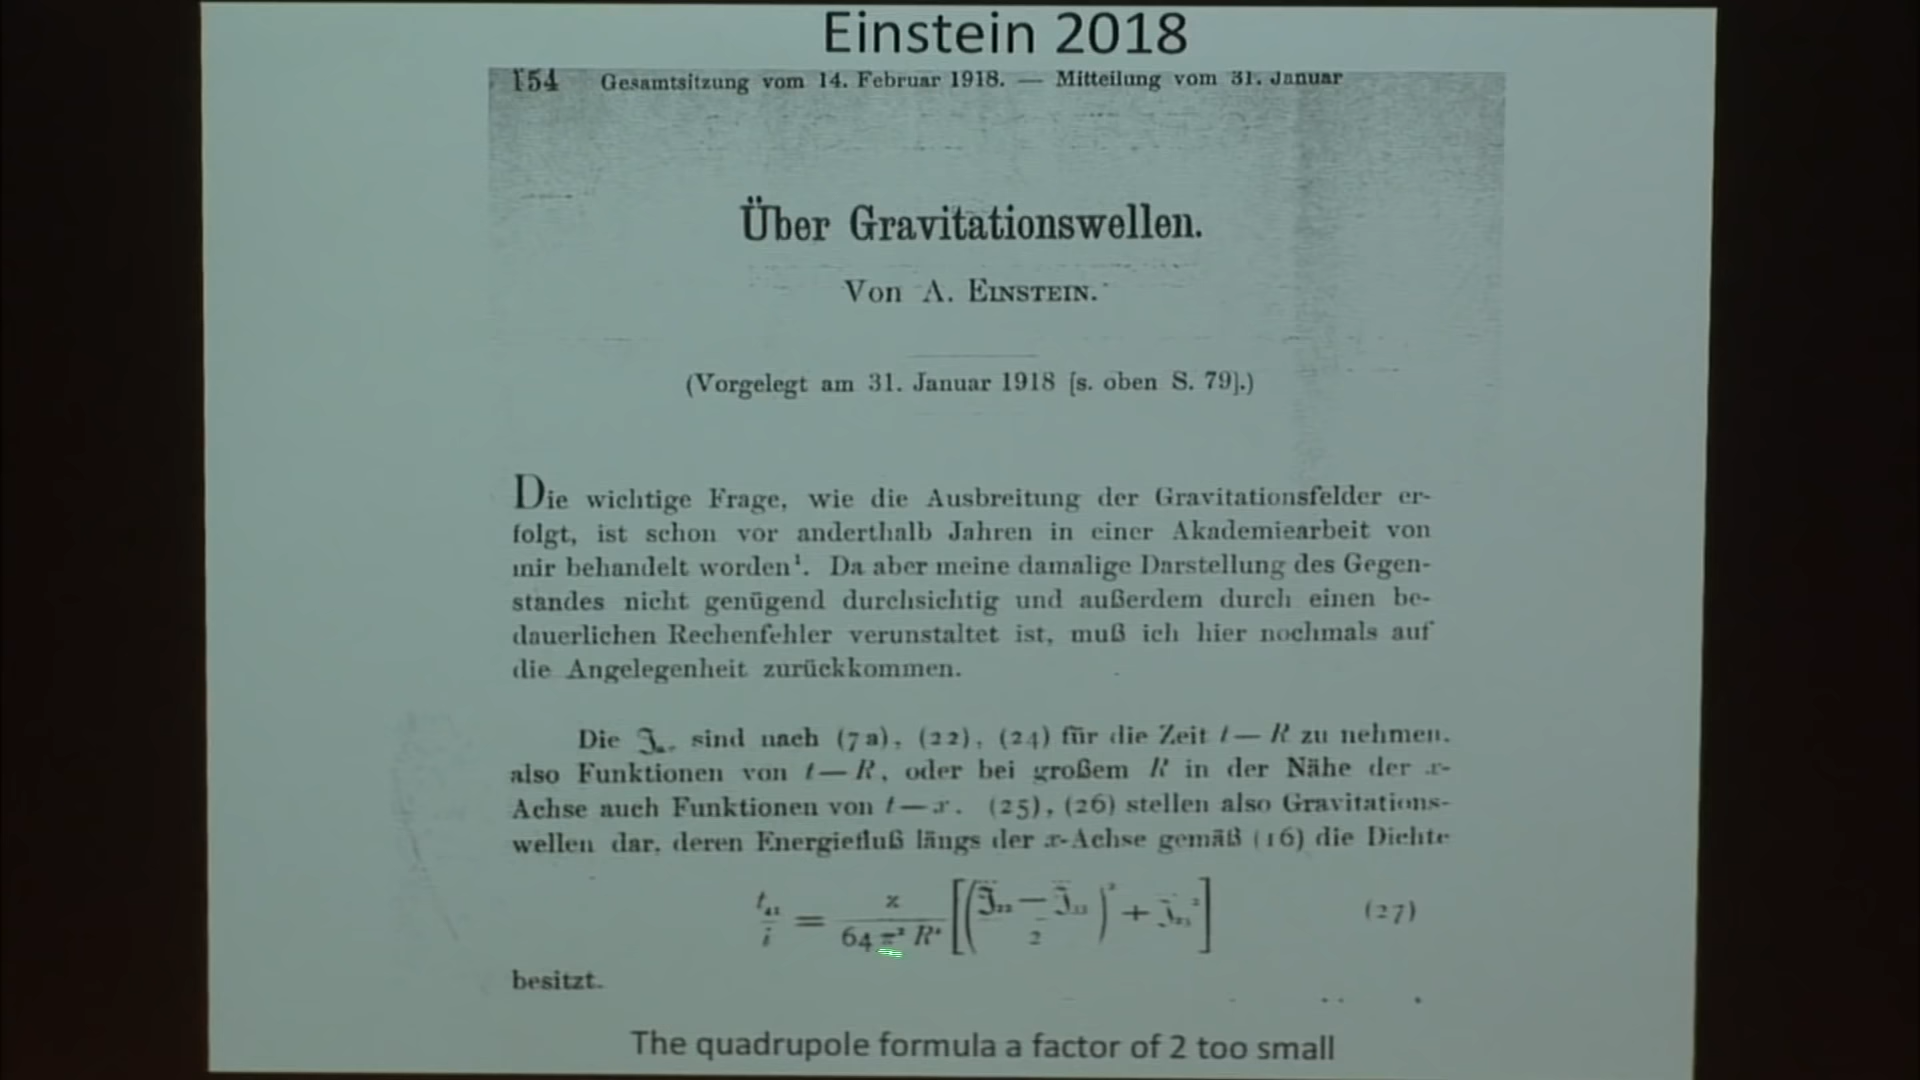 Einstein 2018
154 Gesamtsitzung vom 14. Februar 1918. — Mitteilung vom 31. Januar
Über Gravitationswellen.
Von A. EINSTEIN.
(Vorgelegt am 31. Januar 1918 [s. oben S. 79].)
Die wichtige Frage, wie die Ausbreitung der Gravitationsfelder er-
folgt, ist schon vor anderthalb Jahren in einer Akademiearbeit von
mir behandelt worden¹. Da aber meine damalige Darstellung des Gegen-
standes nicht genügend durchsichtig und außerdem durch einen be-
dauerlichen Rechenfehler verunstaltet ist, muß ich hier nochmals auf
die Angelegenheit zurückkommen.
Die sind nach (7a), (22), (24) für die Zeit t — R zu nehmen.
also Funktionen von t — R, oder bei großem R in der Nähe der x-
Achse auch Funktionen von t — x. (25), (26) stellen also Gravitations-
wellen dar, deren Energiefluß längs der x-Achse gemäß (16) die Dichte
(27)
besitzt.
The quadrupole formula a factor of 2 too small